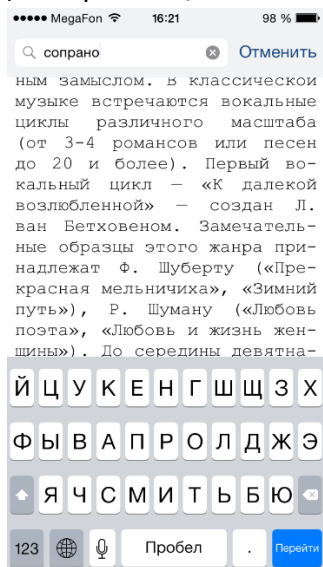 MegaFon 16:21 98 %
сопрано Отменить
ным замыслом. В классической
музыке встречаются вокальные
циклы различного масштаба
(от 3-4 романсов или песен
до 20 и более). Первый во-
кальный цикл — «К далекой
возлюбленной» — создан Л.
ван Бетховеном. Замечатель-
ные образцы этого жанра при-
надлежат Ф. Шуберту («Пре-
красная мельничиха», «Зимний
путь»), Р. Шуману («Любовь
поэта», «Любовь и жизнь жен-
щины»). До середины девятна-
Й Ц У К Е Н Г Ш Щ З Х
Ф Ы В А П Р О Л Д Ж Э
Я Ч С М И Т Ь Б Ю
123 Пробел . Перейти